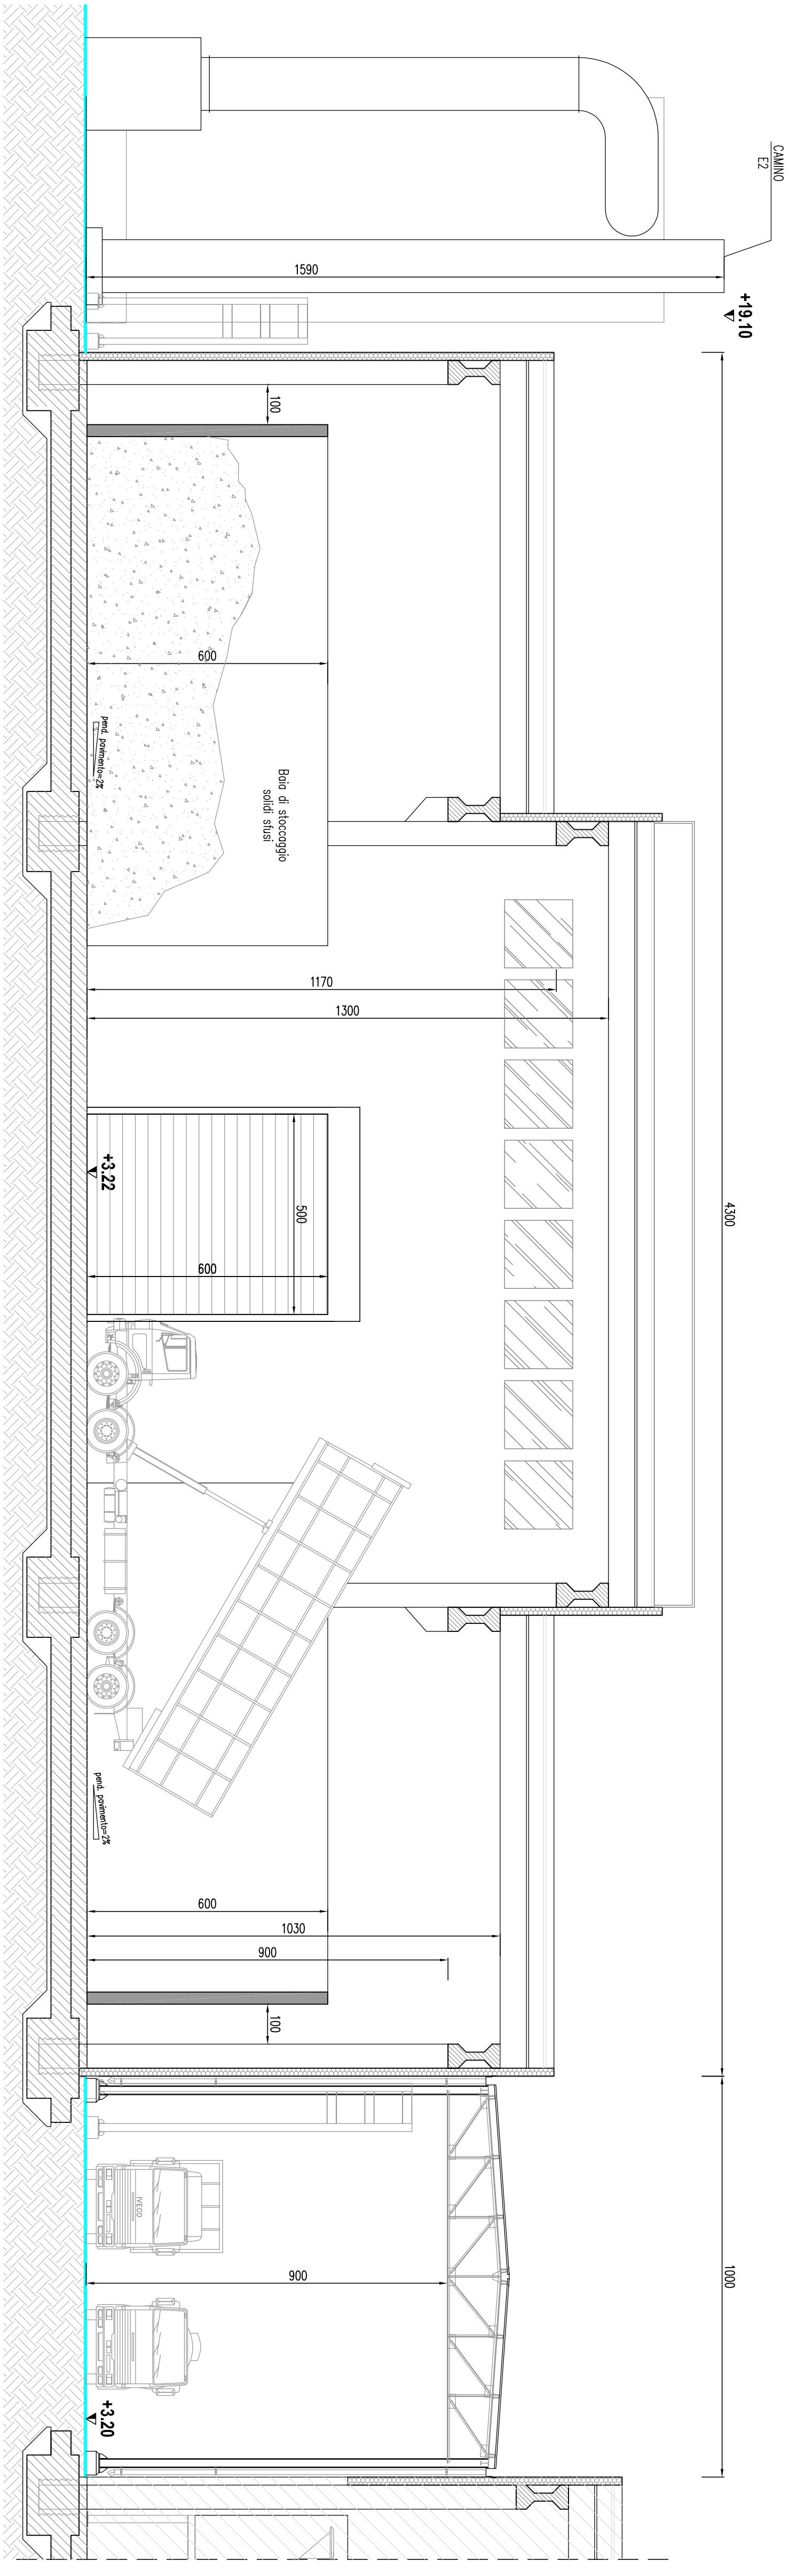 CAMINO
E2
1590
+19.10
100
600
pend. pavimento=2%
Baia di stoccaggio
solidi sfusi
1170
1300
4300
+3.22
500
600
pend. pavimento=2%
600
1030
900
100
IVECO
900
1000
+3.20